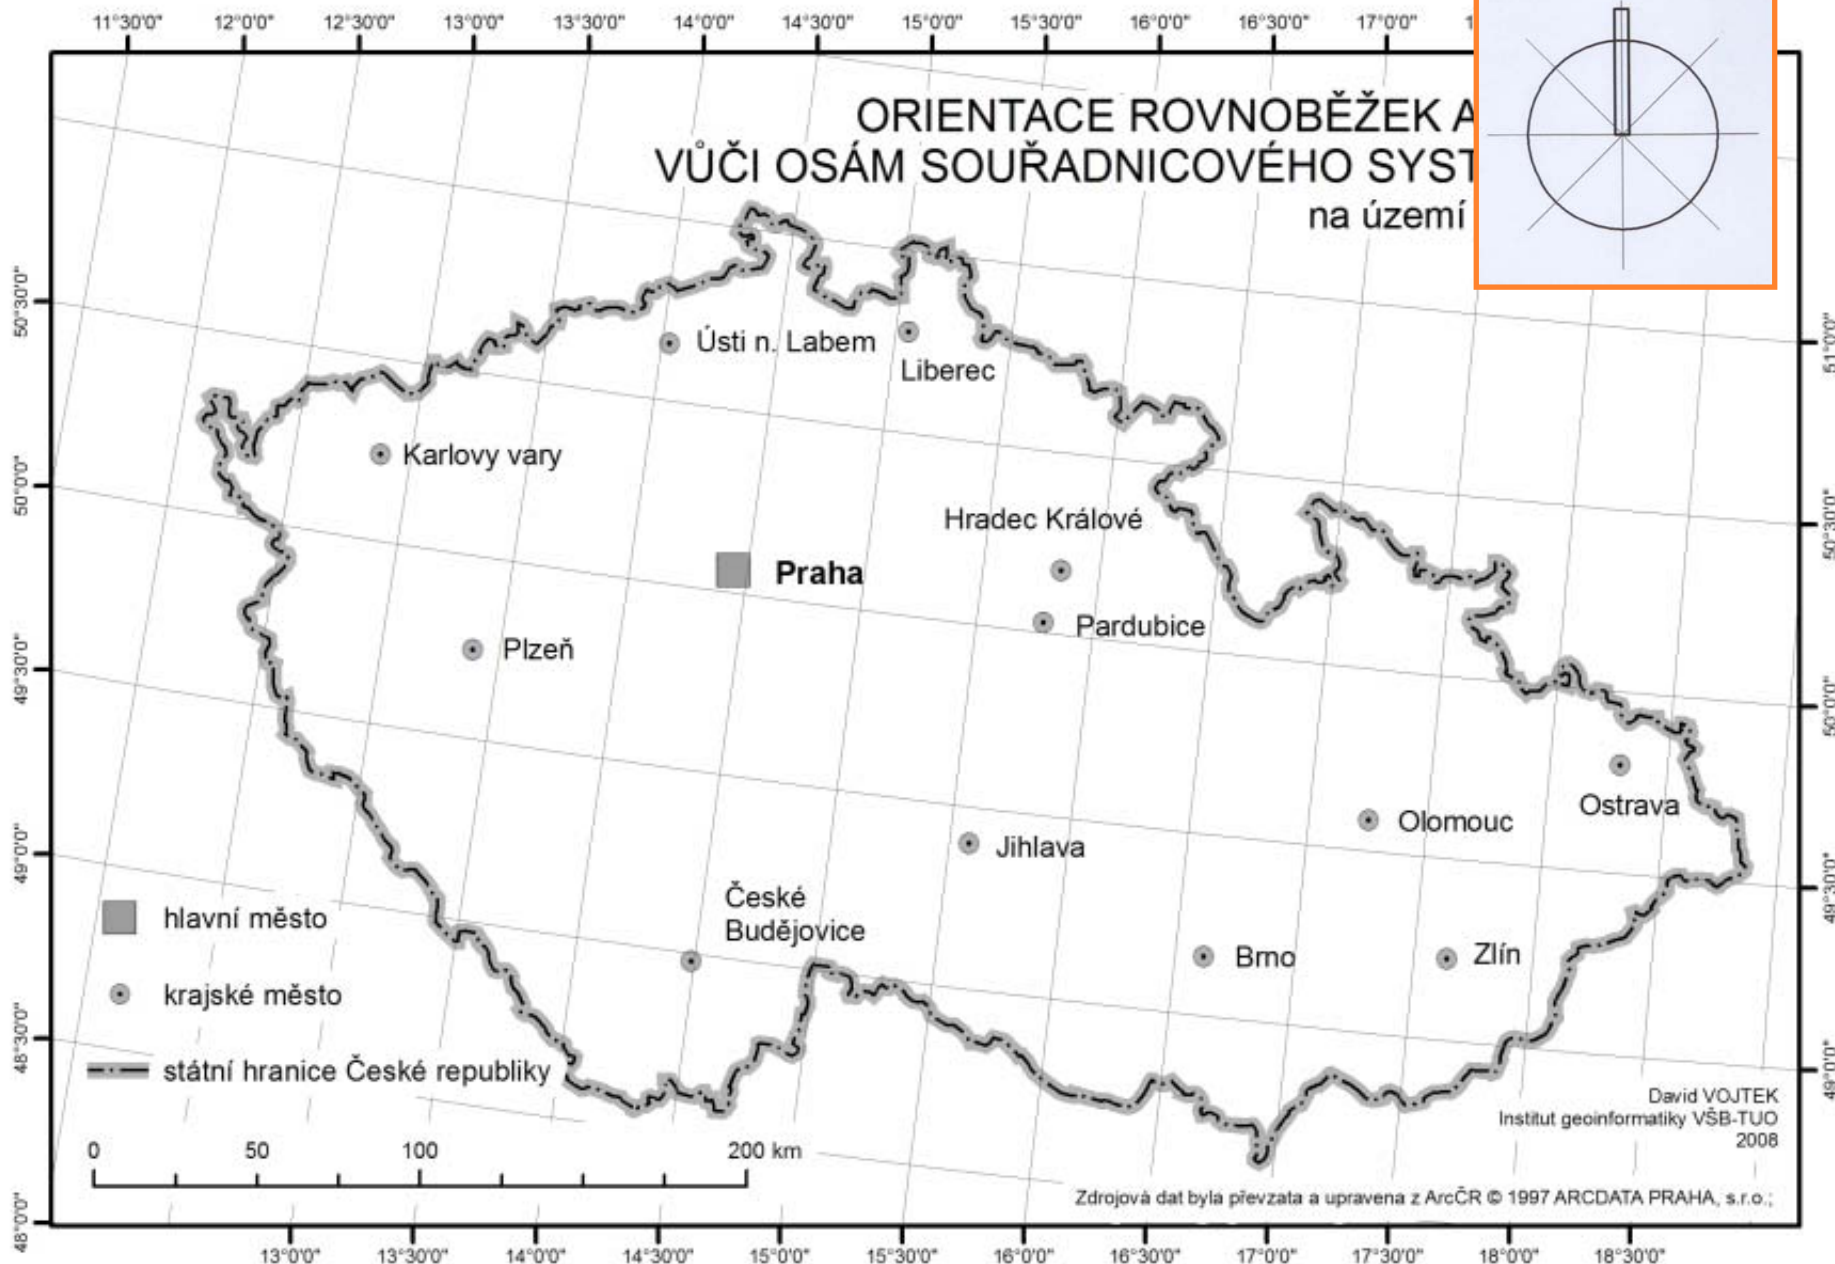 11°30'0" 12°0'0" 12°30'0" 13°0'0" 13°30'0" 14°0'0" 14°30'0" 15°0'0" 15°30'0" 16°0'0" 16°30'0" 17°0'0"
ORIENTACE ROVNOBĚŽEK A
VŮČI OSÁM SOUŘADNICOVÉHO SYST
na území
50°30'0"
51°0'0"
Ústi n. Labem
Liberec
Karlovy vary
50°0'0"
50°30'0"
Hradec Králové
Praha
Pardubice
Plzeň
49°30'0"
50°0'0"
Ostrava
Olomouc
Jihlava
49°0'0"
49°30'0"
České
Budějovice
hlavní město
Brno
Zlín
krajské město
48°30'0"
49°0'0"
státní hranice České republiky
David VOJTEK
Institut geoinformatiky VŠB-TUO
2008
0 50 100 200 km
Zdrojová dat byla převzata a upravena z ArcČR © 1997 ARCDATA PRAHA, s.r.o.;
48°0'0"
13°0'0" 13°30'0" 14°0'0" 14°30'0" 15°0'0" 15°30'0" 16°0'0" 16°30'0" 17°0'0" 17°30'0" 18°0'0" 18°30'0"